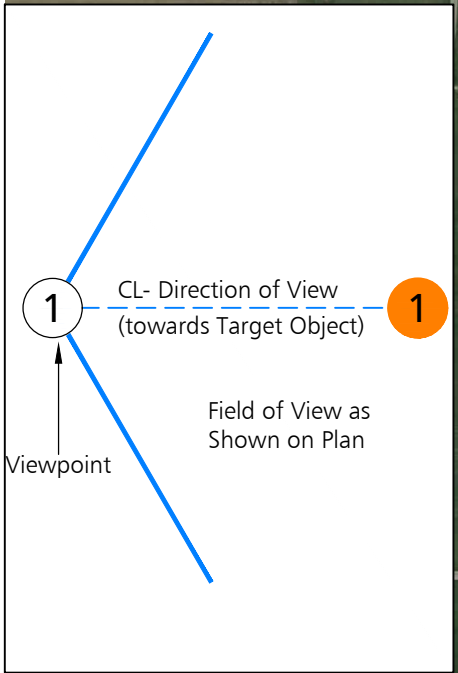 CL- Direction of View
1
1
(towards Target Object)
Field of View as
Shown on Plan
Viewpoint